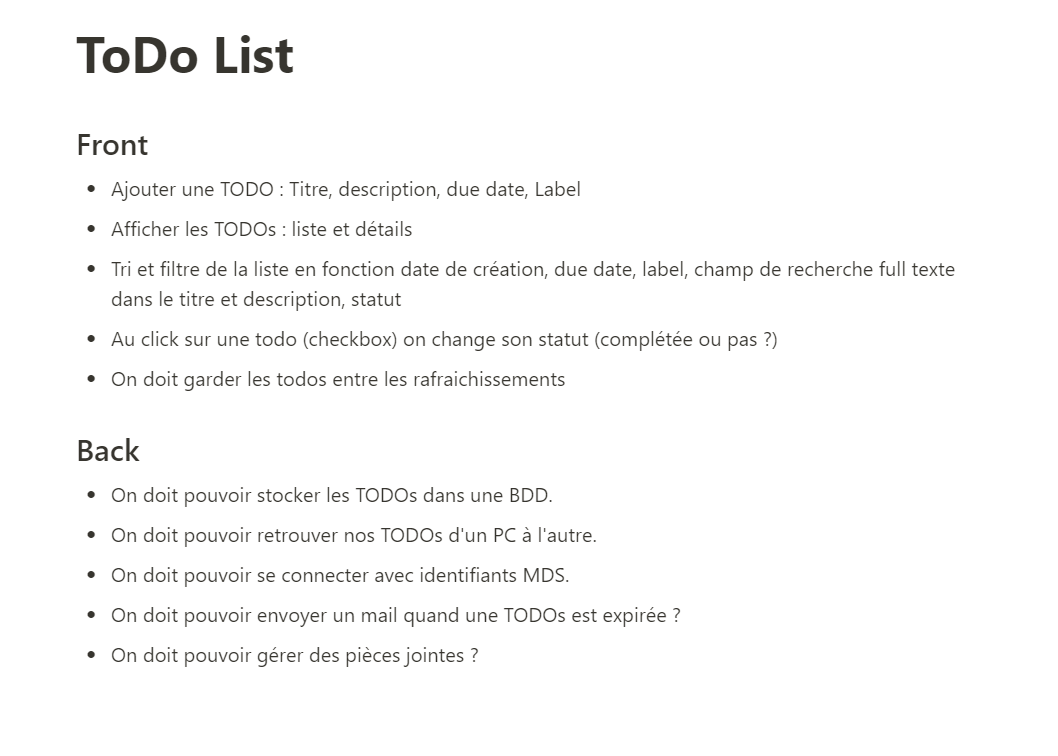 ToDo List
Front
• Ajouter une TODO : Titre, description, due date, Label
• Afficher les TODOs : liste et détails
• Tri et filtre de la liste en fonction date de création, due date, label, champ de recherche full texte
dans le titre et description, statut
• Au click sur une todo (checkbox) on change son statut (complétée ou pas ?)
• On doit garder les todos entre les rafraichissements
Back
• On doit pouvoir stocker les TODOs dans une BDD.
• On doit pouvoir retrouver nos TODOs d'un PC à l'autre.
• On doit pouvoir se connecter avec identifiants MDS.
• On doit pouvoir envoyer un mail quand une TODOs est expirée ?
• On doit pouvoir gérer des pièces jointes ?